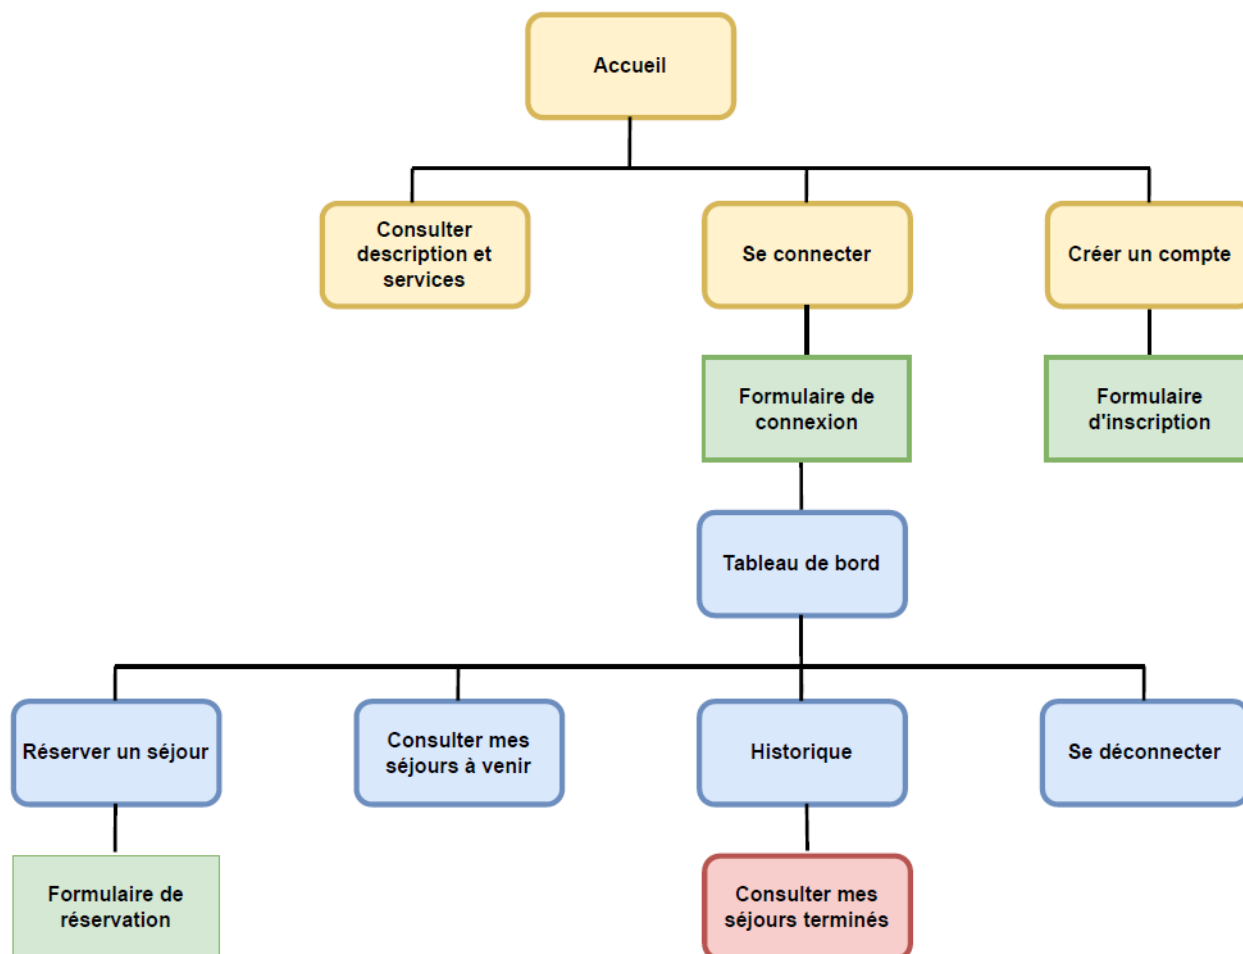 Accueil
Consulter
description et
services
Se connecter
Créer un compte
Formulaire de
connexion
Formulaire
d'inscription
Tableau de bord
Réserver un séjour
Consulter mes
séjours à venir
Historique
Se déconnecter
Formulaire de
réservation
Consulter mes
séjours terminés